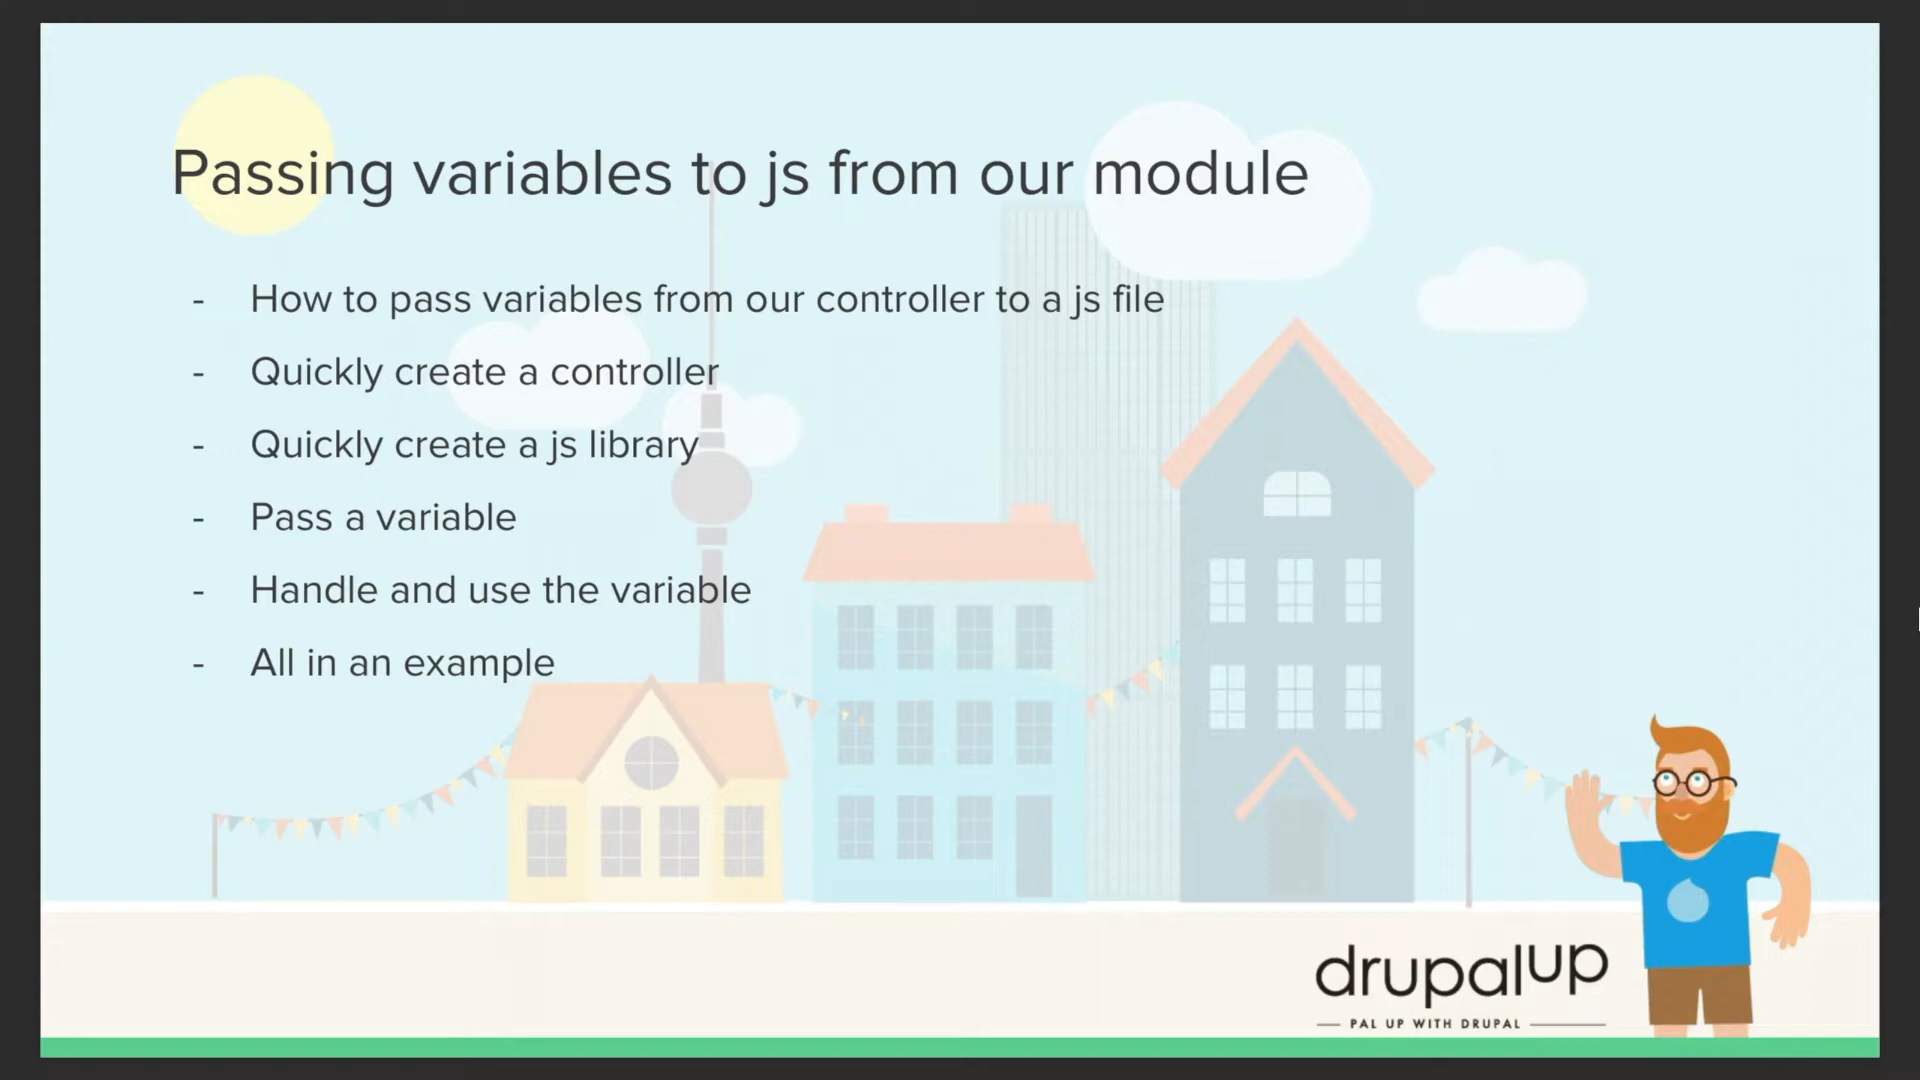 Passing variables to js from our module
- How to pass variables from our controller to a js file
- Quickly create a controller
- Quickly create a js library
- Pass a variable
- Handle and use the variable
- All in an example
drupalup
PAL UP WITH DRUPAL